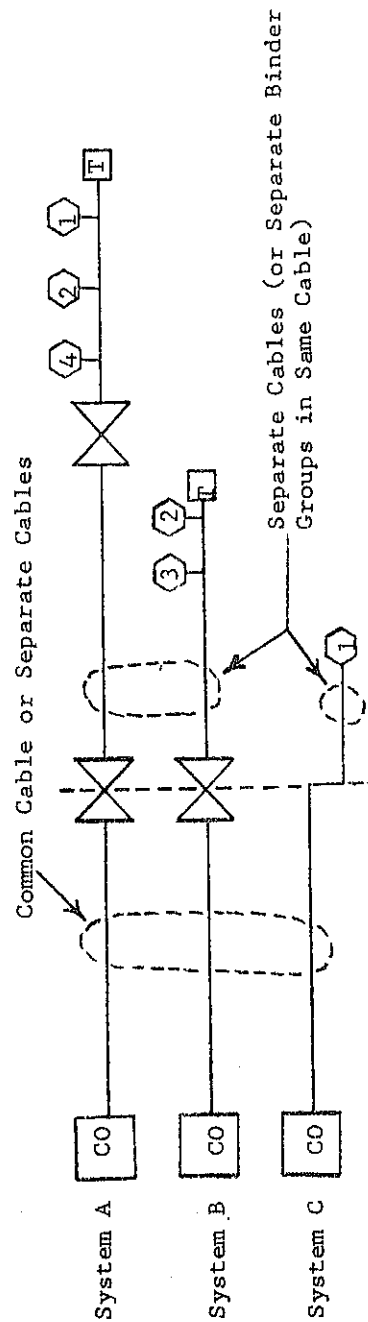 Common Cable or Separate Cables
System A
CO
4
2
1
T
System B
CO
3
2
T
System C
CO
1
Separate Cables (or Separate Binder
Groups in Same Cable)